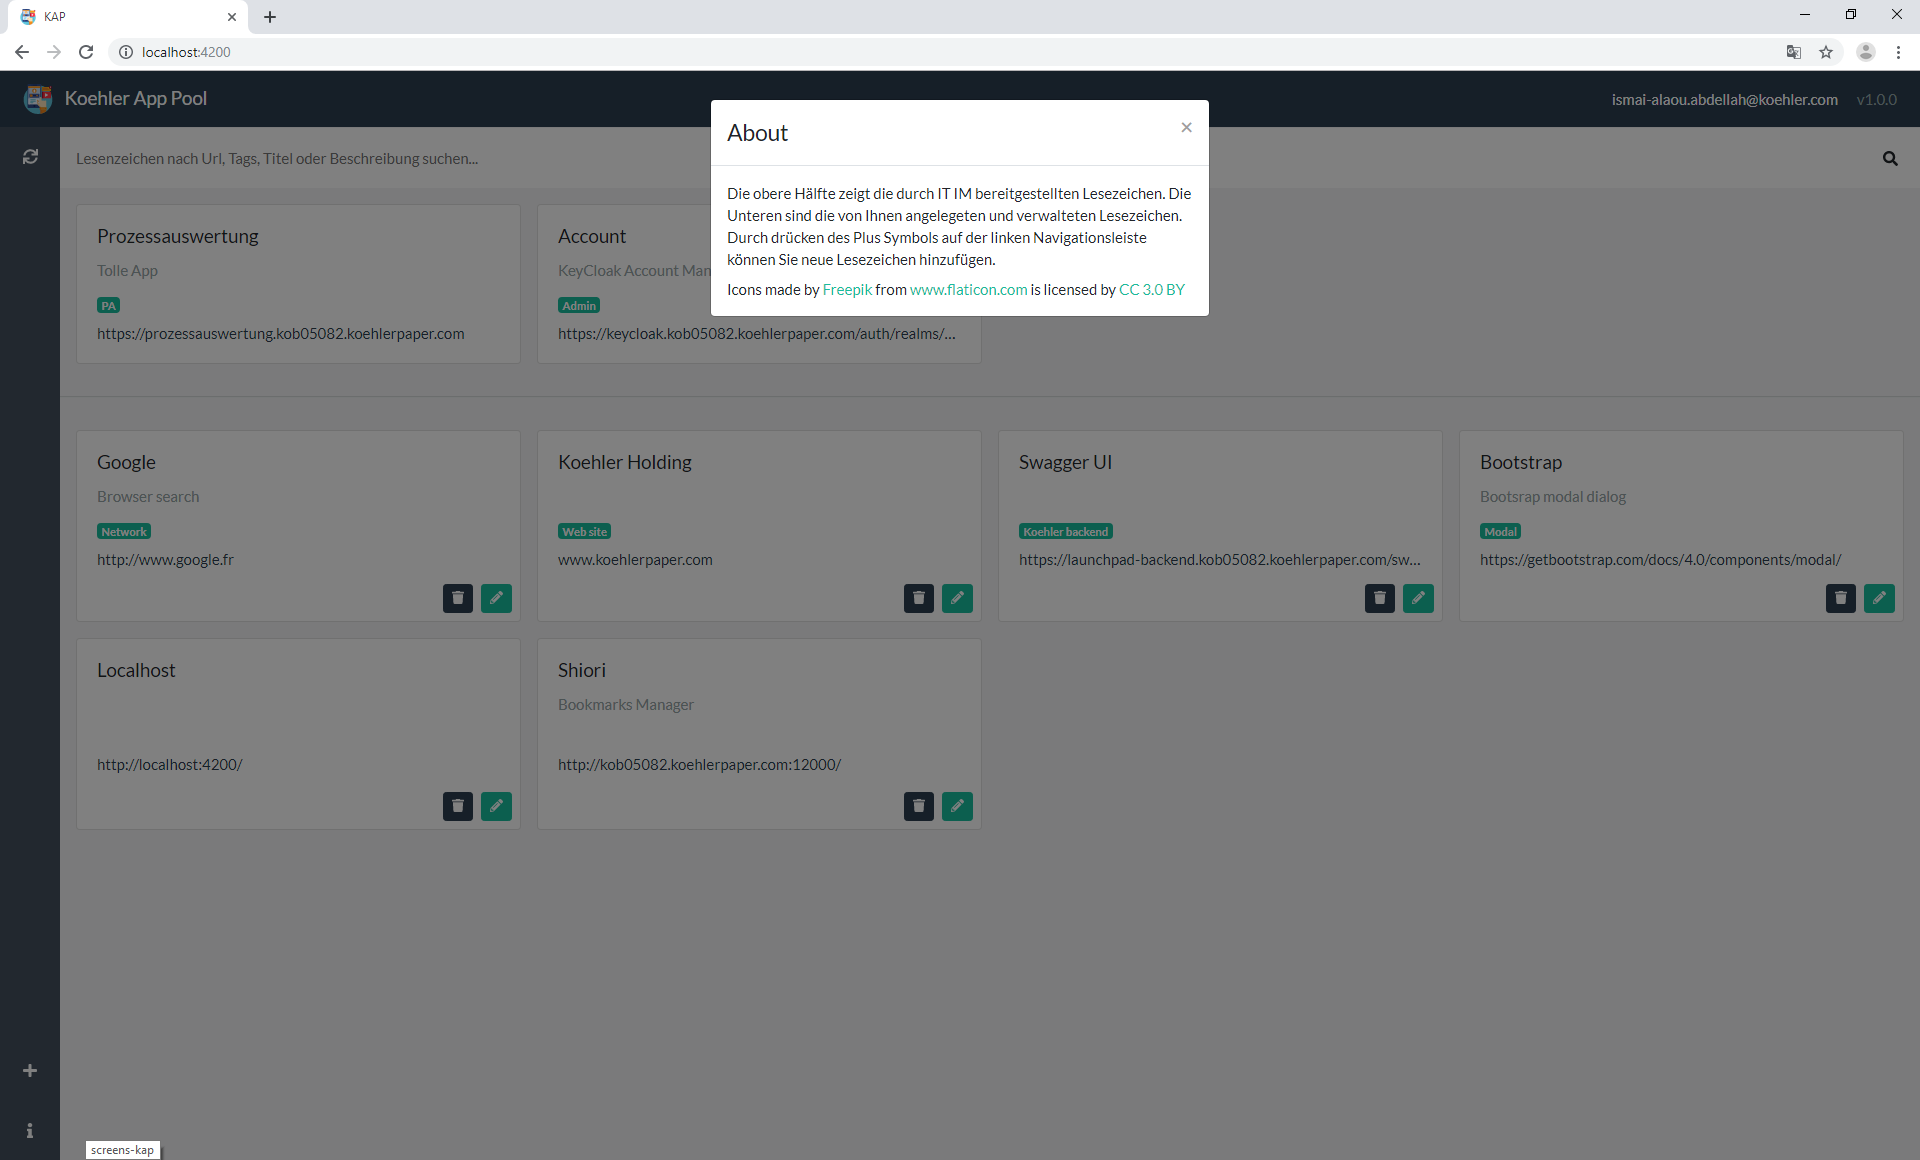 KAP
localhost:4200
Koehler App Pool
ismai-alaou.abdellah@koehler.com v1.0.0
Lesenzeichen nach Url, Tags, Titel oder Beschreibung suchen...
About
Die obere Hälfte zeigt die durch IT IM bereitgestellten Lesezeichen. Die
Unteren sind die von Ihnen angelegeten und verwalteten Lesezeichen.
Durch drücken des Plus Symbols auf der linken Navigationsleiste
können Sie neue Lesezeichen hinzufügen.
Icons made by Freepik from www.flaticon.com is licensed by CC 3.0 BY
Prozessauswertung
Tolle App
PA
https://prozessauswertung.kob05082.koehlerpaper.com
Account
KeyCloak Account Man
Admin
https://keycloak.kob05082.koehlerpaper.com/auth/realms/...
Google
Browser search
Network
http://www.google.fr
Koehler Holding
Web site
www.koehlerpaper.com
Swagger UI
Koehler backend
https://launchpad-backend.kob05082.koehlerpaper.com/sw...
Bootstrap
Bootsrap modal dialog
Modal
https://getbootstrap.com/docs/4.0/components/modal/
Localhost
http://localhost:4200/
Shiori
Bookmarks Manager
http://kob05082.koehlerpaper.com:12000/
screens-kap